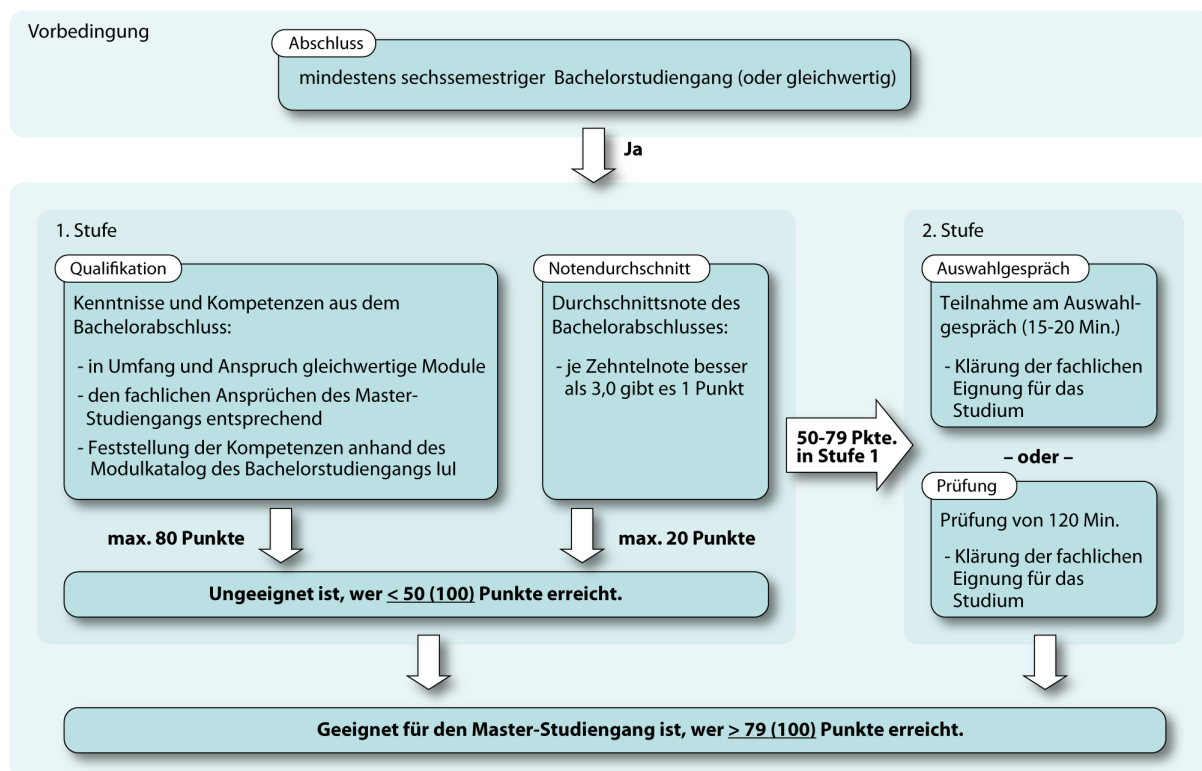 Vorbedingung
Abschluss
mindestens sechssemestriger Bachelorstudiengang (oder gleichwertig)
Ja
1. Stufe
Qualifikation
Kenntnisse und Kompetenzen aus dem
Bachelorabschluss:
- in Umfang und Anspruch gleichwertige Module
- den fachlichen Ansprüchen des Master-
Studiengangs entsprechend
- Feststellung der Kompetenzen anhand des
Modulkatalog des Bachelorstudiengangs IuI
Notendurchschnitt
Durchschnittsnote des
Bachelorabschlusses:
- je Zehntelnote besser
als 3,0 gibt es 1 Punkt
max. 80 Punkte
max. 20 Punkte
Ungeeignet ist, wer < 50 (100) Punkte erreicht.
50-79 Pkte.
in Stufe 1
2. Stufe
Auswahlgespräch
Teilnahme am Auswahl-
gespräch (15-20 Min.)
- Klärung der fachlichen
Eignung für das
Studium
– oder –
Prüfung
Prüfung von 120 Min.
- Klärung der fachlichen
Eignung für das
Studium
Geeignet für den Master-Studiengang ist, wer > 79 (100) Punkte erreicht.